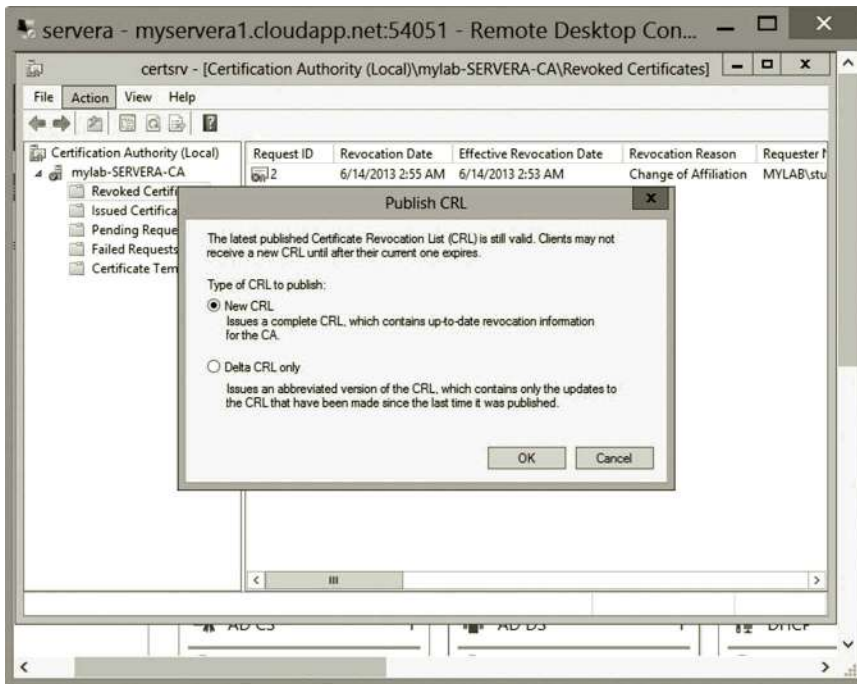 servera - myservera1.cloudapp.net:54051 - Remote Desktop Con...
certsrv - [Certification Authority (Local)\mylab-SERVERA-CA\Revoked Certificates]
File Action View Help
Certification Authority (Local)
mylab-SERVERA-CA
Revoked Certifi
Issued Certifica
Pending Reque
Failed Requests
Certificate Tem
Request ID Revocation Date Effective Revocation Date Revocation Reason Requester
2 6/14/2013 2:55 AM 6/14/2013 2:53 AM Change of Affiliation MYLAB\stu
Publish CRL
The latest published Certificate Revocation List (CRL) is still valid. Clients may not
receive a new CRL until after their current one expires.
Type of CRL to publish:
New CRL
Issues a complete CRL, which contains up-to-date revocation information
for the CA.
Delta CRL only
Issues an abbreviated version of the CRL, which contains only the updates to
the CRL that have been made since the last time it was published.
OK Cancel
AD CS AD DS DHCP